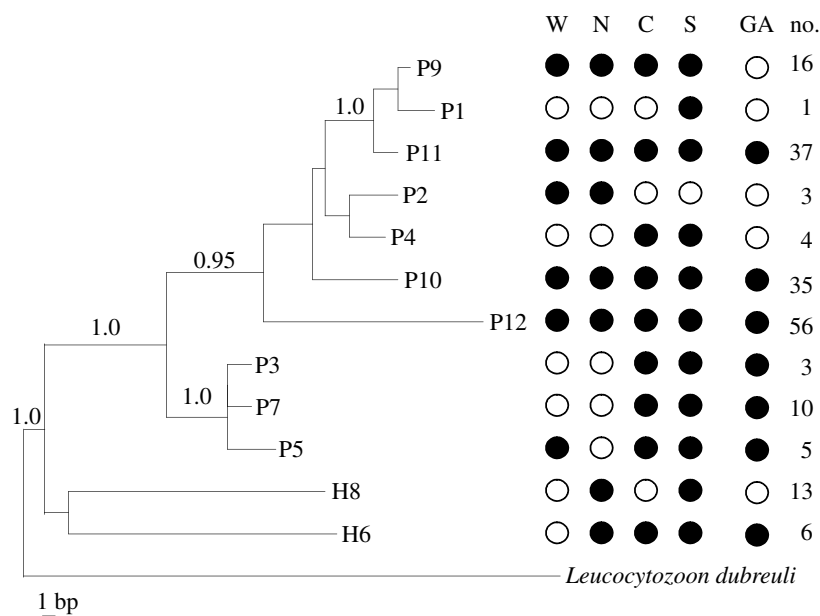 W N C S GA no.
P9 16
1.0
P1 1
P11 37
P2 3
P4 4
0.95
P10 35
P12 56
1.0
P3 3
1.0
P7 10
1.0
P5 5
H8 13
H6 6
Leucocytozoon dubreuli
1 bp